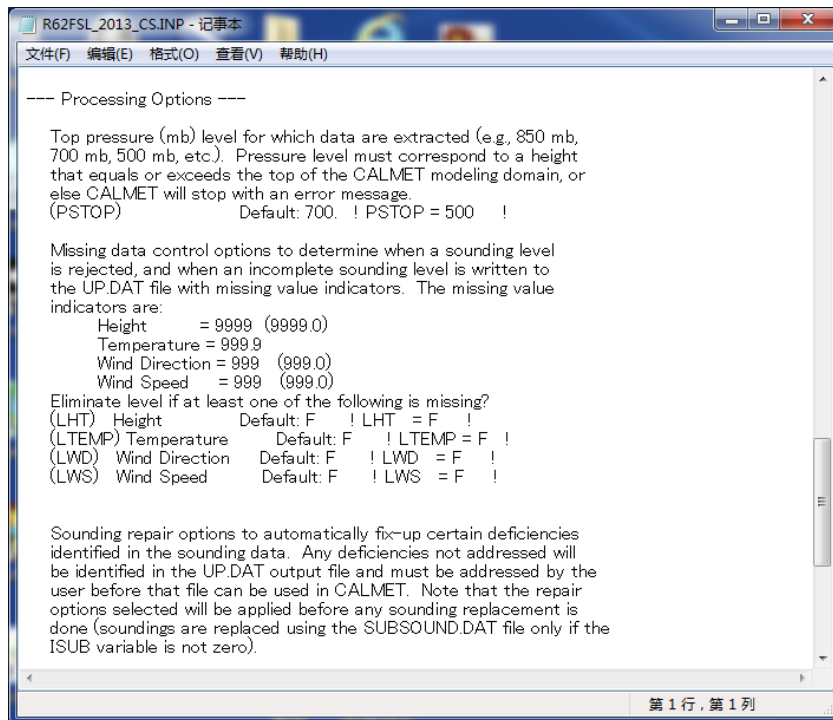 R62FSL_2013_CS.INP - 记事本
文件(F) 编辑(E) 格式(O) 查看(V) 帮助(H)
--- Processing Options ---
Top pressure (mb) level for which data are extracted (e.g., 850 mb,
700 mb, 500 mb, etc.). Pressure level must correspond to a height
that equals or exceeds the top of the CALMET modeling domain, or
else CALMET will stop with an error message.
(PSTOP) Default: 700. ! PSTOP = 500 !
Missing data control options to determine when a sounding level
is rejected, and when an incomplete sounding level is written to
the UP.DAT file with missing value indicators. The missing value
indicators are:
Height = 9999 (9999.0)
Temperature = 999.9
Wind Direction = 999 (999.0)
Wind Speed = 999 (999.0)
Eliminate level if at least one of the following is missing?
(LHT) Height Default: F ! LHT = F !
(LTEMP) Temperature Default: F ! LTEMP = F !
(LWD) Wind Direction Default: F ! LWD = F !
(LWS) Wind Speed Default: F ! LWS = F !
Sounding repair options to automatically fix-up certain deficiencies
identified in the sounding data. Any deficiencies not addressed will
be identified in the UP.DAT output file and must be addressed by the
user before that file can be used in CALMET. Note that the repair
options selected will be applied before any sounding replacement is
done (soundings are replaced using the SUBSOUND.DAT file only if the
ISUB variable is not zero).
第 1 行 , 第 1 列